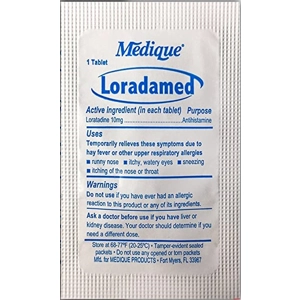 Médique®
1 Tablet
Loradamed
Active Ingredient (in each tablet) Purpose
Loratadine 10mg Antihistamine
Uses
Temporarily relieves these symptoms due to
hay fever or other upper respiratory allergies
• runny nose • itchy, watery eyes • sneezing
• itching of the nose or throat
Warnings
Do not use if you have ever had an allergic
reaction to this product or any of its ingredients.
Ask a doctor before use if you have liver or
kidney disease. Your doctor should determine if
you need a different dose.
Store at 68-77°F (20-25°C) • Tamper-evident sealed
packets • Do not use any opened or torn packets
Mfd. for MEDIQUE PRODUCTS • Fort Myers, FL 33967